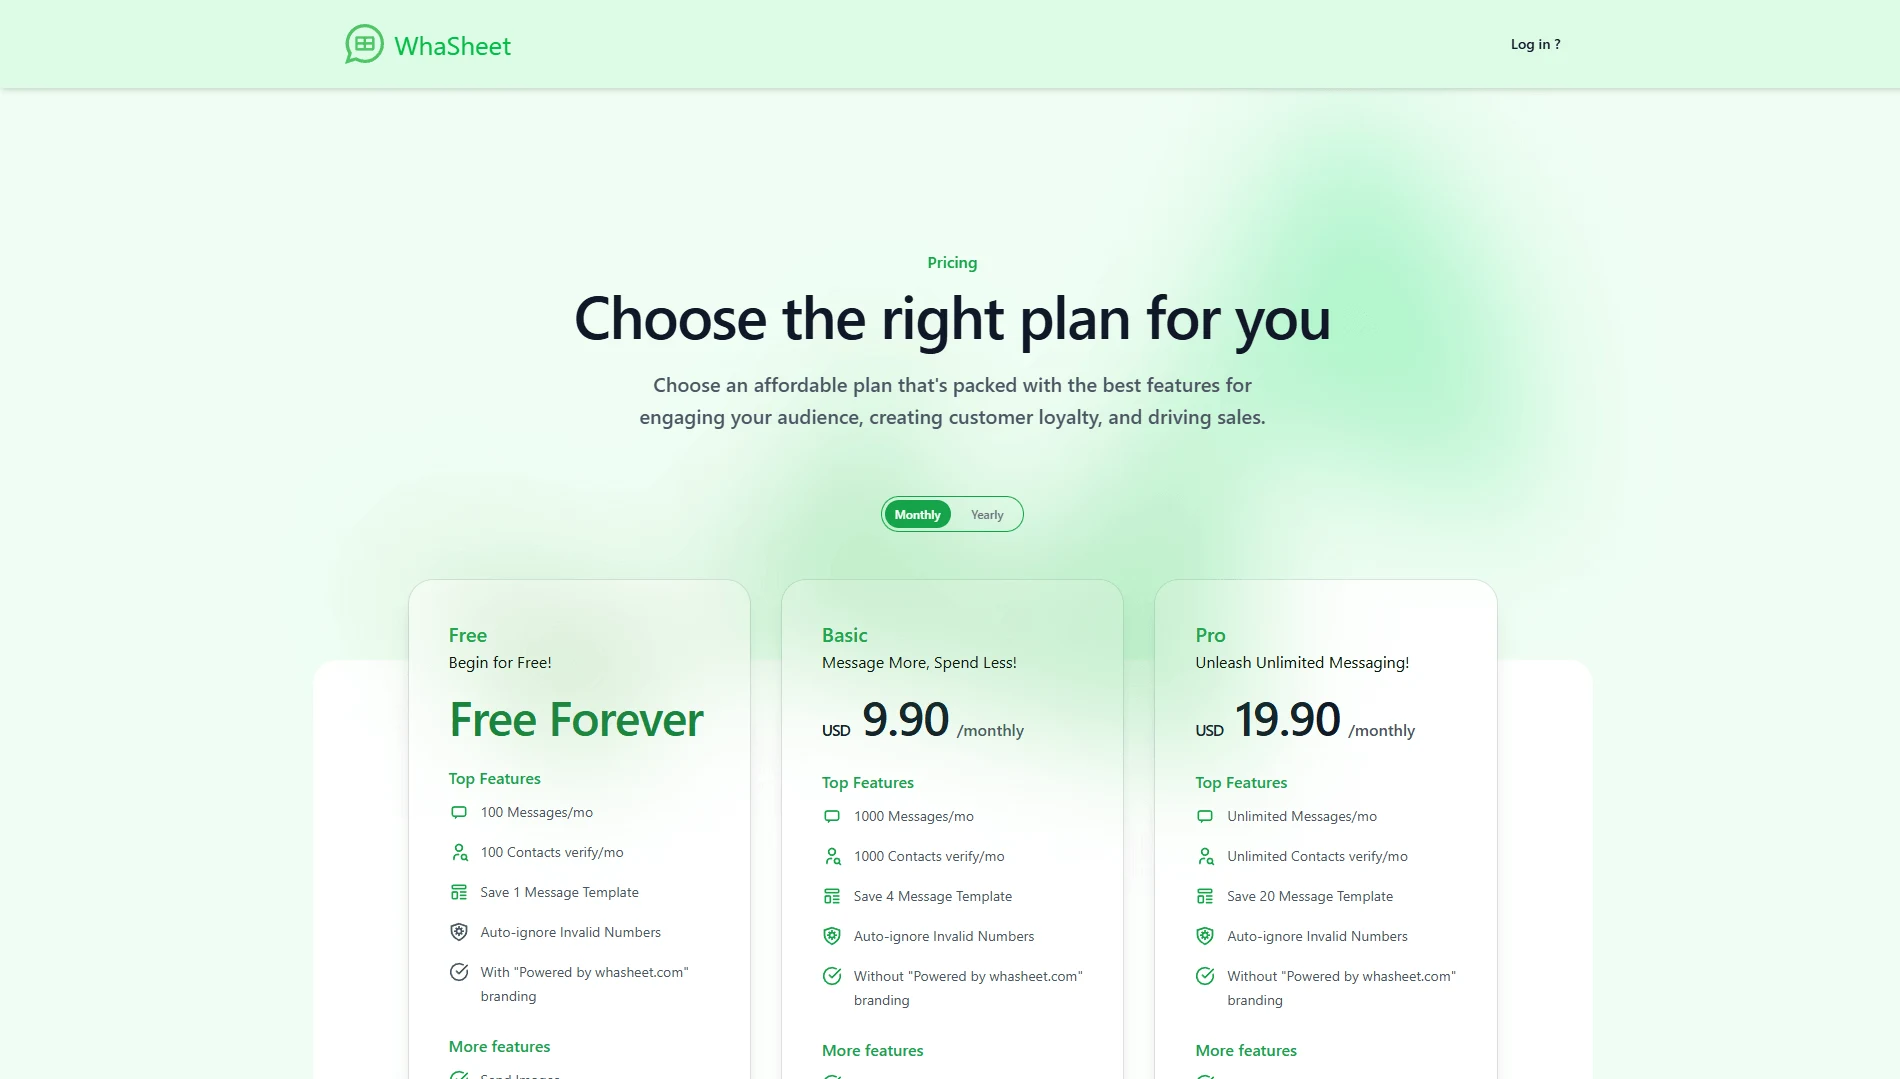 WhaSheet
Log in ?
Pricing
Choose the right plan for you
Choose an affordable plan that's packed with the best features for
engaging your audience, creating customer loyalty, and driving sales.
Monthly
Yearly
Free
Begin for Free!
Free Forever
Top Features
100 Messages/mo
100 Contacts verify/mo
Save 1 Message Template
Auto-ignore Invalid Numbers
With "Powered by whasheet.com"
branding
More features
Send Images
Basic
Message More, Spend Less!
USD 9.90 /monthly
Top Features
1000 Messages/mo
1000 Contacts verify/mo
Save 4 Message Template
Auto-ignore Invalid Numbers
Without "Powered by whasheet.com"
branding
More features
Pro
Unleash Unlimited Messaging!
USD 19.90 /monthly
Top Features
Unlimited Messages/mo
Unlimited Contacts verify/mo
Save 20 Message Template
Auto-ignore Invalid Numbers
Without "Powered by whasheet.com"
branding
More features